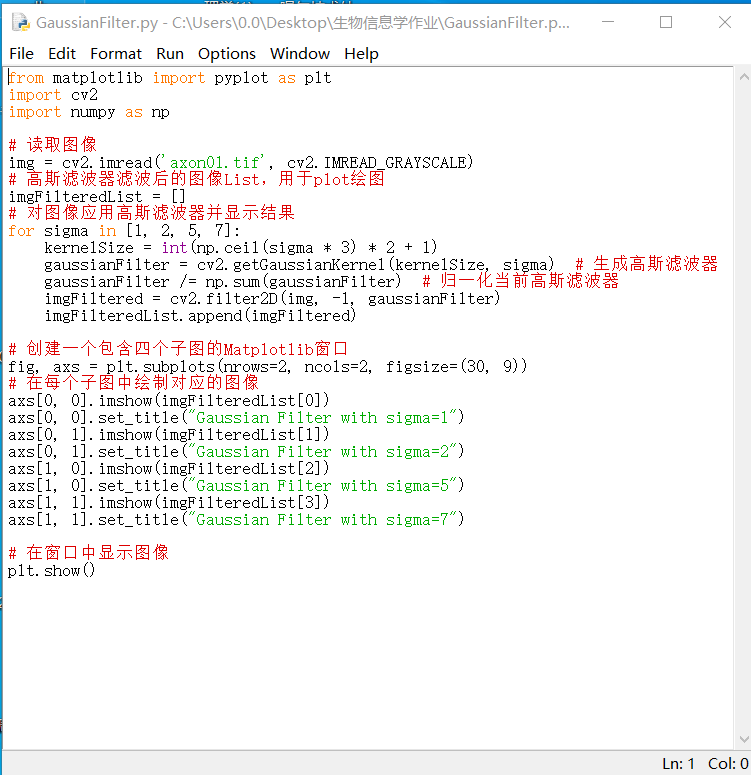 GaussianFilter.py - C:\Users\0.0\Desktop\生物信息学作业\GaussianFilter.p...
File Edit Format Run Options Window Help
from matplotlib import pyplot as plt
import cv2
import numpy as np
# 读取图像
img = cv2.imread('axon01.tif', cv2.IMREAD_GRAYSCALE)
# 高斯滤波器滤波后的图像List，用于plot绘图
imgFilteredList = []
# 对图像应用高斯滤波器并显示结果
for sigma in [1, 2, 5, 7]:
    kernelSize = int(np.ceil(sigma * 3) * 2 + 1)
    gaussianFilter = cv2.getGaussianKernel(kernelSize, sigma)  # 生成高斯滤波器
    gaussianFilter /= np.sum(gaussianFilter)  # 归一化当前高斯滤波器
    imgFiltered = cv2.filter2D(img, -1, gaussianFilter)
    imgFilteredList.append(imgFiltered)
# 创建一个包含四个子图的Matplotlib窗口
fig, axs = plt.subplots(nrows=2, ncols=2, figsize=(30, 9))
# 在每个子图中绘制对应的图像
axs[0, 0].imshow(imgFilteredList[0])
axs[0, 0].set_title("Gaussian Filter with sigma=1")
axs[0, 1].imshow(imgFilteredList[1])
axs[0, 1].set_title("Gaussian Filter with sigma=2")
axs[1, 0].imshow(imgFilteredList[2])
axs[1, 0].set_title("Gaussian Filter with sigma=5")
axs[1, 1].imshow(imgFilteredList[3])
axs[1, 1].set_title("Gaussian Filter with sigma=7")
# 在窗口中显示图像
plt.show()
Ln: 1 Col: 0